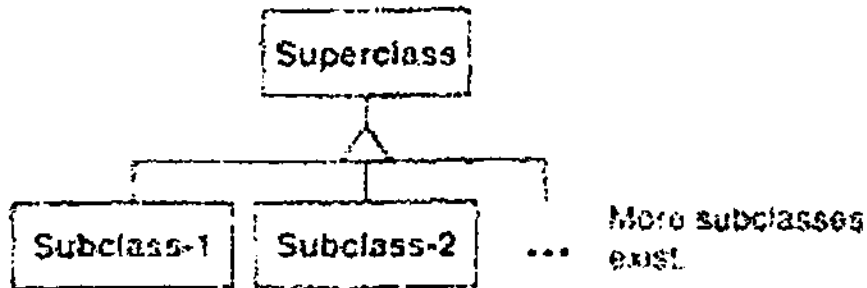 Superclass
Subclass-1
Subclass-2
...
More subclasses
exist.